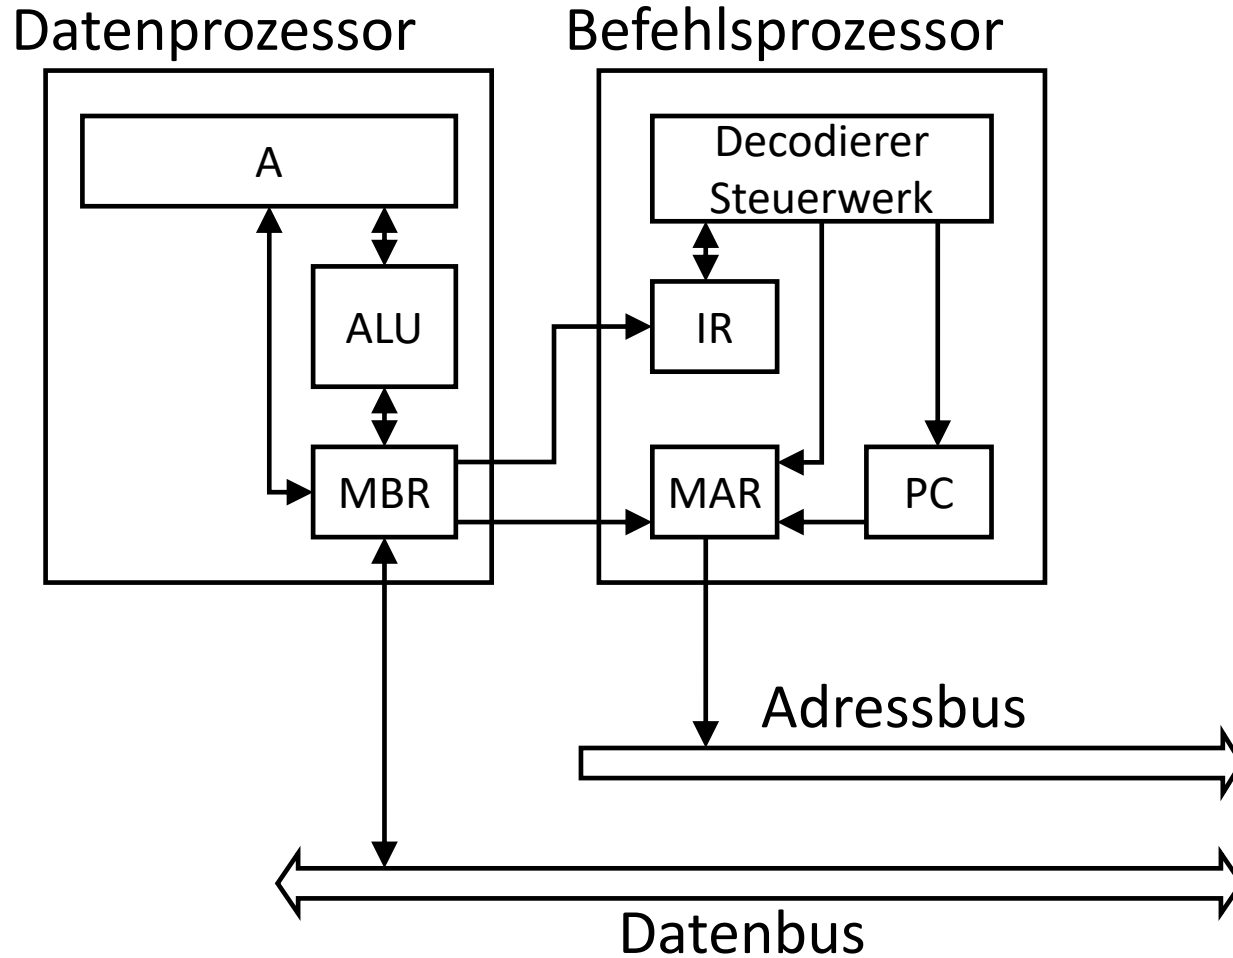 Datenprozessor
Befehlsprozessor
A
Decodierer
Steuerwerk
ALU
IR
MBR
MAR
PC
Adressbus
Datenbus